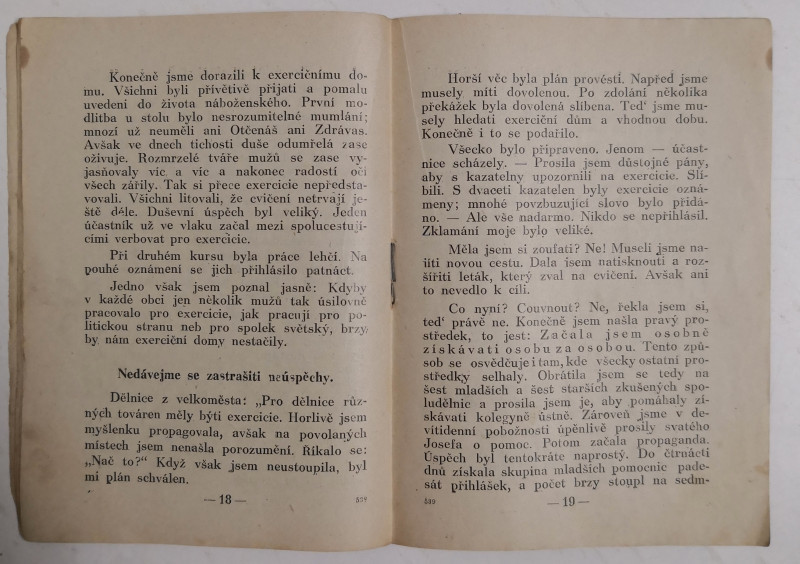 Konečně jsme dorazili k exercičnímu do-
mu. Všichni byli přívětivě přijati a pomalu
uvedeni do života náboženského. První mo-
dlitba u stolu bylo nesrozumitelné mumlání;
mnozí už neuměli ani Otčenáš ani Zdrávas.
Avšak ve dnech tichosti duše odumřelá zase
oživuje. Rozmrzelé tváře mužů se zase vy-
jasňovaly víc a víc a nakonec radostí oči
všech zářily. Tak si přece exercicie nepředsta-
vovali. Všichni litovali, že cvičení netrvají je-
ště déle. Duševní úspěch byl veliký. Jeden
účastník už ve vlaku začal mezi spolucestují-
cími verbovat pro exercicie.
Při druhém kursu byla práce lehčí. Na
pouhé oznámení se jich přihlásilo patnáct.
Jedno však jsem poznal jasně: Kdyby
v každé obci jen několik mužů tak úsilovně
pracovalo pro exercicie, jak pracují pro po-
litickou stranu neb pro spolek světský, brzy
by nám exerciční domy nestačily.
Nedávejme se zastrašiti neúspěchy.
Dělnice z velkoměsta: „Pro dělnice růz-
ných továren měly býti exercicie. Horlivě jsem
myšlenku propagovala, avšak na povolaných
místech jsem nenašla porozumění. Říkalo se:
„Nač to?“ Když však jsem neustoupila, byl
mi plán schválen.
— 18 —
539
Horší věc byla plán provésti. Napřed jsme
musely míti dovolenou. Po zdolání několika
překážek byla dovolená slíbena. Teď jsme mu-
sely hledati exerciční dům a vhodnou dobu.
Konečně i to se podařilo.
Všecko bylo připraveno. Jenom — účast-
nice scházely. — Prosila jsem důstojné pány,
aby s kazatelny upozornili na exercicie. Slí-
bili. S dvaceti kazatelen byly exercicie ozná-
meny; mnohé povzbuzující slovo bylo přidá-
no. — Ale vše nadarmo. Nikdo se nepřihlásil.
Zklamání moje bylo veliké.
Měla jsem si zoufati? Ne! Museli jsme na-
jíti novou cestu. Dala jsem natisknouti a roz-
šířiti leták, který zval na cvičení. Avšak ani
to nevedlo k cíli.
Co nyní? Couvnout? Ne, řekla jsem si,
teď právě ne. Konečně jsem našla pravý pro-
středek, to jest: Začala jsem osobně
získávati osobu za osobou. Tento způ-
sob se osvědčuje i tam, kde všecky ostatní pro-
středky selhaly. Obrátila jsem se tedy na
šest mladších a šest starších zkušených spo-
ludělnic a prosila jsem je, aby pomáhaly zí-
skávati kolegyně ústně. Zároveň jsme v de-
vítidenní pobožnosti úpěnlivě prosily svatého
Josefa o pomoc. Potom začala propaganda.
Úspěch byl tentokráte naprostý. Do čtrnácti
dnů získala skupina mladších pomocnic pade-
sát přihlášek, a počet brzy stoupl na sedm-
539
— 19 —